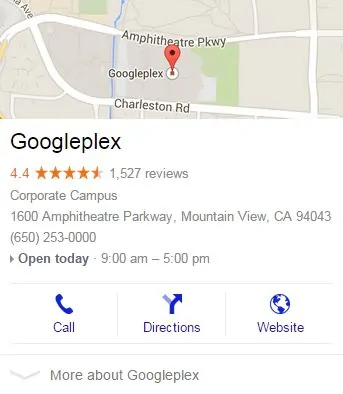 a Ave
Amphitheatre Pkwy
Googleplex
Charleston Rd
Googleplex
4.4 1,527 reviews
Corporate Campus
1600 Amphitheatre Parkway, Mountain View, CA 94043
(650) 253-0000
Open today · 9:00 am – 5:00 pm
Call Directions Website
More about Googleplex